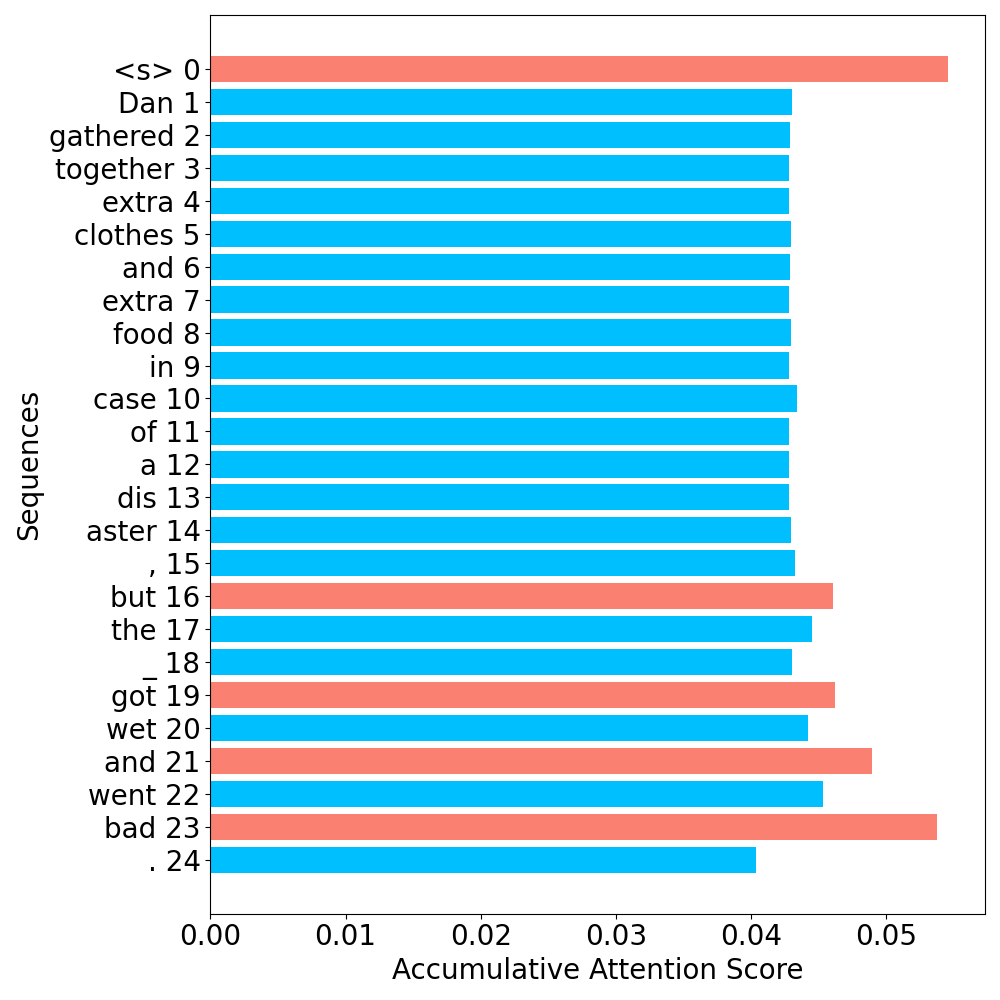 <s> 0
Dan 1
gathered 2
together 3
extra 4
clothes 5
and 6
extra 7
food 8
in 9
case 10
of 11
a 12
dis 13
aster 14
, 15
but 16
the 17
_ 18
got 19
wet 20
and 21
went 22
bad 23
. 24
Sequences
0.00 0.01 0.02 0.03 0.04 0.05
Accumulative Attention Score